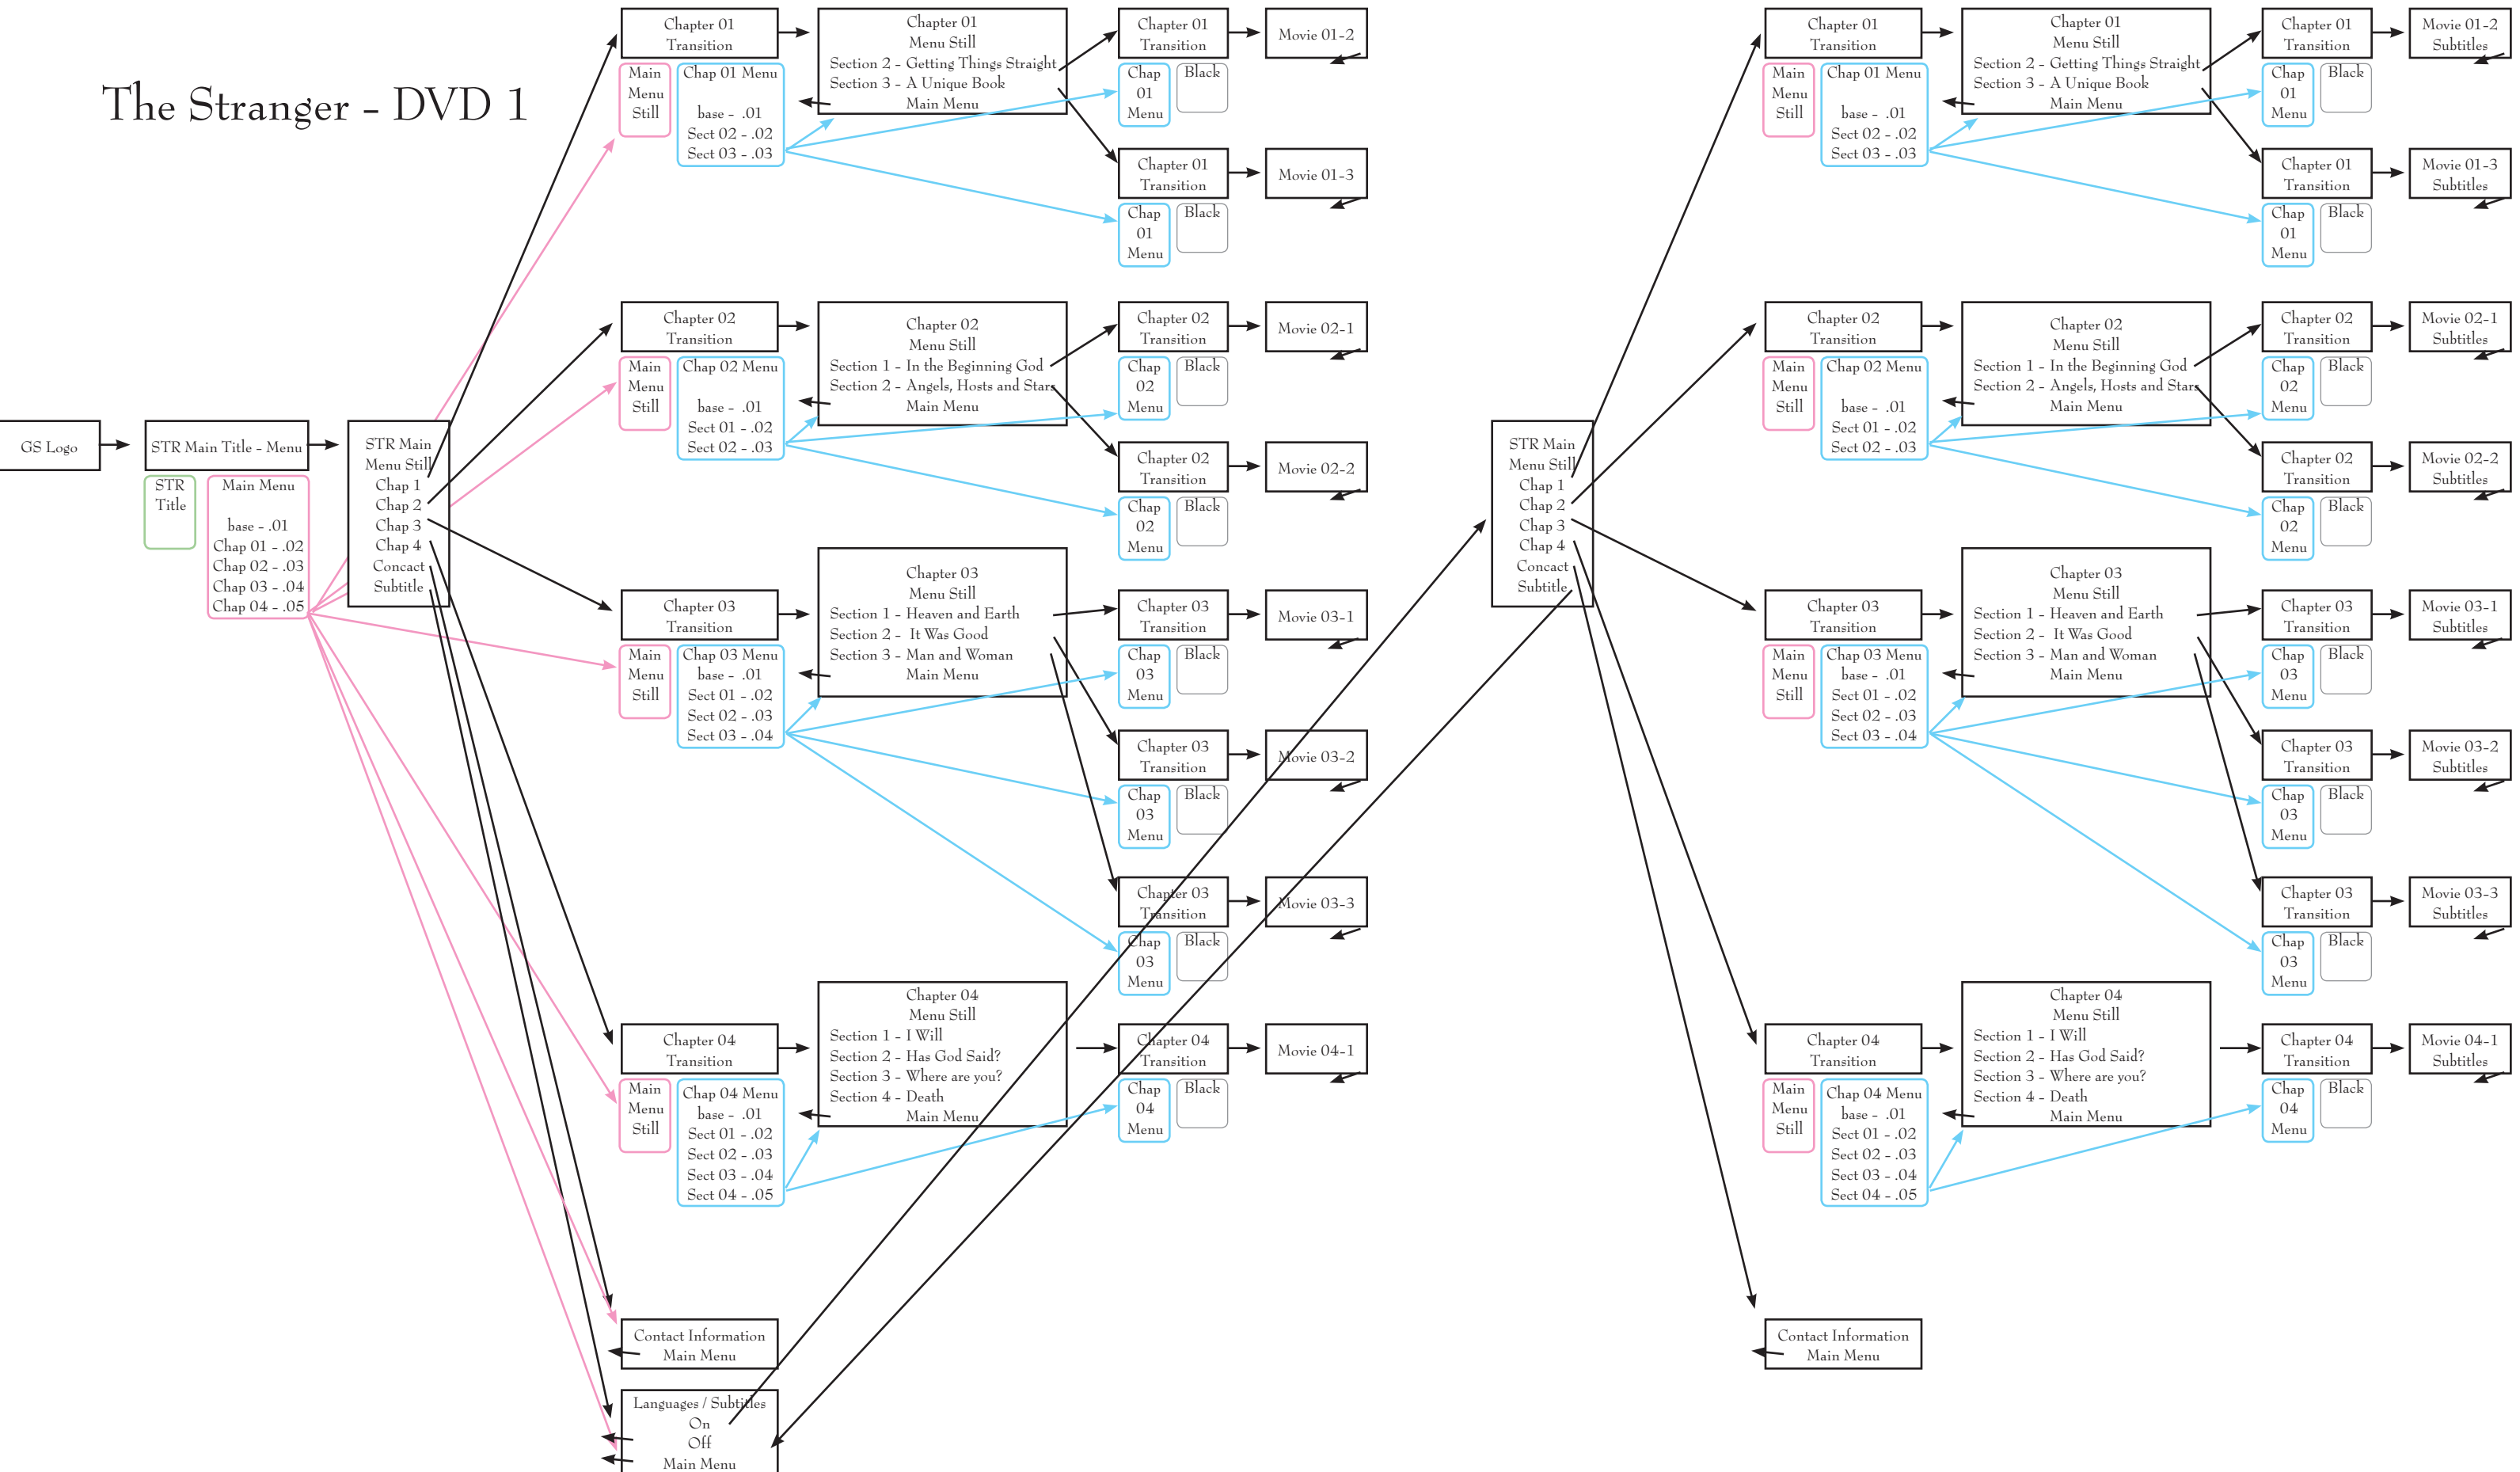 The Stranger - DVD 1
GS Logo
STR Main Title - Menu
STR
Title
Main Menu
base - .01
Chap 01 - .02
Chap 02 - .03
Chap 03 - .04
Chap 04 - .05
STR Main
Menu Still
Chap 1
Chap 2
Chap 3
Chap 4
Concact
Subtitle
Chapter 01
Transition
Main
Menu
Still
Chap 01 Menu
base - .01
Sect 02 - .02
Sect 03 - .03
Chapter 01
Menu Still
Section 2 - Getting Things Straight
Section 3 - A Unique Book
Main Menu
Chapter 01
Transition
Chap
01
Menu
Black
Movie 01-2
Chapter 01
Transition
Chap
01
Menu
Black
Movie 01-3
Chapter 02
Transition
Main
Menu
Still
Chap 02 Menu
base - .01
Sect 01 - .02
Sect 02 - .03
Chapter 02
Menu Still
Section 1 - In the Beginning God
Section 2 - Angels, Hosts and Stars
Main Menu
Chapter 02
Transition
Chap
02
Menu
Black
Movie 02-1
Chapter 02
Transition
Chap
02
Menu
Black
Movie 02-2
Chapter 03
Transition
Main
Menu
Still
Chap 03 Menu
base - .01
Sect 01 - .02
Sect 02 - .03
Sect 03 - .04
Chapter 03
Menu Still
Section 1 - Heaven and Earth
Section 2 - It Was Good
Section 3 - Man and Woman
Main Menu
Chapter 03
Transition
Chap
03
Menu
Black
Movie 03-1
Chapter 03
Transition
Chap
03
Menu
Black
Movie 03-2
Chapter 03
Transition
Chap
03
Menu
Black
Movie 03-3
Chapter 04
Transition
Main
Menu
Still
Chap 04 Menu
base - .01
Sect 01 - .02
Sect 02 - .03
Sect 03 - .04
Sect 04 - .05
Chapter 04
Menu Still
Section 1 - I Will
Section 2 - Has God Said?
Section 3 - Where are you?
Section 4 - Death
Main Menu
Chapter 04
Transition
Chap
04
Menu
Black
Movie 04-1
Contact Information
Main Menu
Languages / Subtitles
On
Off
Main Menu
STR Main
Menu Still
Chap 1
Chap 2
Chap 3
Chap 4
Concact
Subtitle
Chapter 01
Transition
Main
Menu
Still
Chap 01 Menu
base - .01
Sect 02 - .02
Sect 03 - .03
Chapter 01
Menu Still
Section 2 - Getting Things Straight
Section 3 - A Unique Book
Main Menu
Chapter 01
Transition
Chap
01
Menu
Black
Movie 01-2
Subtitles
Chapter 01
Transition
Chap
01
Menu
Black
Movie 01-3
Subtitles
Chapter 02
Transition
Main
Menu
Still
Chap 02 Menu
base - .01
Sect 01 - .02
Sect 02 - .03
Chapter 02
Menu Still
Section 1 - In the Beginning God
Section 2 - Angels, Hosts and Stars
Main Menu
Chapter 02
Transition
Chap
02
Menu
Black
Movie 02-1
Subtitles
Chapter 02
Transition
Chap
02
Menu
Black
Movie 02-2
Subtitles
Chapter 03
Transition
Main
Menu
Still
Chap 03 Menu
base - .01
Sect 01 - .02
Sect 02 - .03
Sect 03 - .04
Chapter 03
Menu Still
Section 1 - Heaven and Earth
Section 2 - It Was Good
Section 3 - Man and Woman
Main Menu
Chapter 03
Transition
Chap
03
Menu
Black
Movie 03-1
Subtitles
Chapter 03
Transition
Chap
03
Menu
Black
Movie 03-2
Subtitles
Chapter 03
Transition
Chap
03
Menu
Black
Movie 03-3
Subtitles
Chapter 04
Transition
Main
Menu
Still
Chap 04 Menu
base - .01
Sect 01 - .02
Sect 02 - .03
Sect 03 - .04
Sect 04 - .05
Chapter 04
Menu Still
Section 1 - I Will
Section 2 - Has God Said?
Section 3 - Where are you?
Section 4 - Death
Main Menu
Chapter 04
Transition
Chap
04
Menu
Black
Movie 04-1
Subtitles
Contact Information
Main Menu